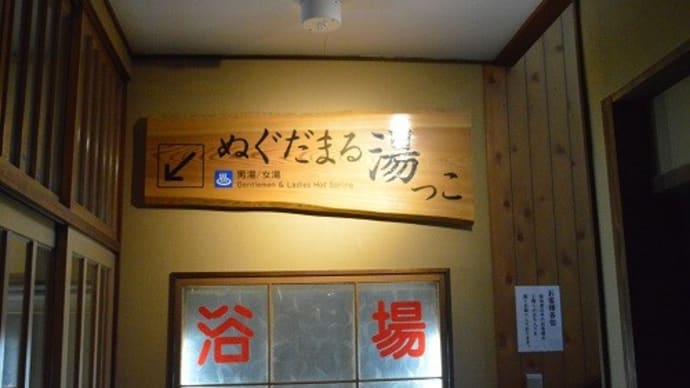 ぬぐだまる湯っこ
男湯/女湯
Gentlemen & Ladies Hot Spring
浴場
お客様各位